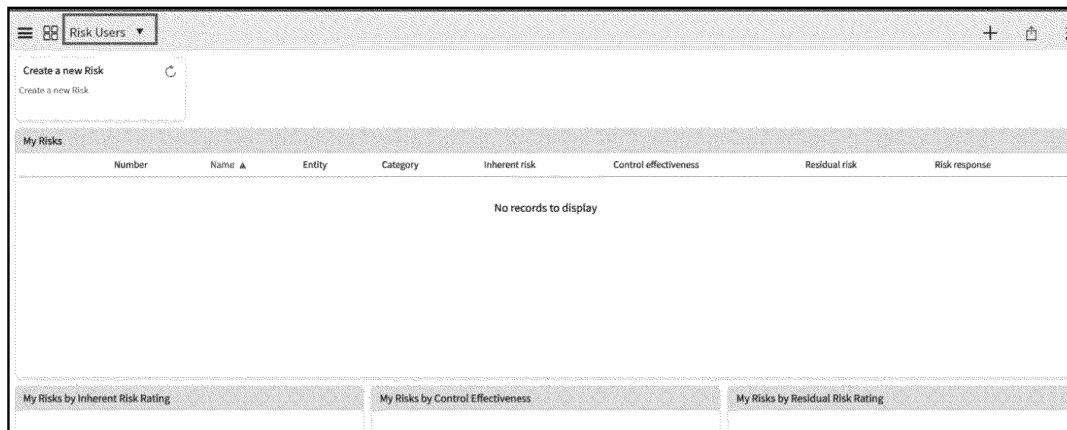 Risk Users ▼
Create a new Risk
Create a new Risk
My Risks
Number Name ▲ Entity Category Inherent risk Control effectiveness Residual risk Risk response
No records to display
My Risks by Inherent Risk Rating My Risks by Control Effectiveness My Risks by Residual Risk Rating